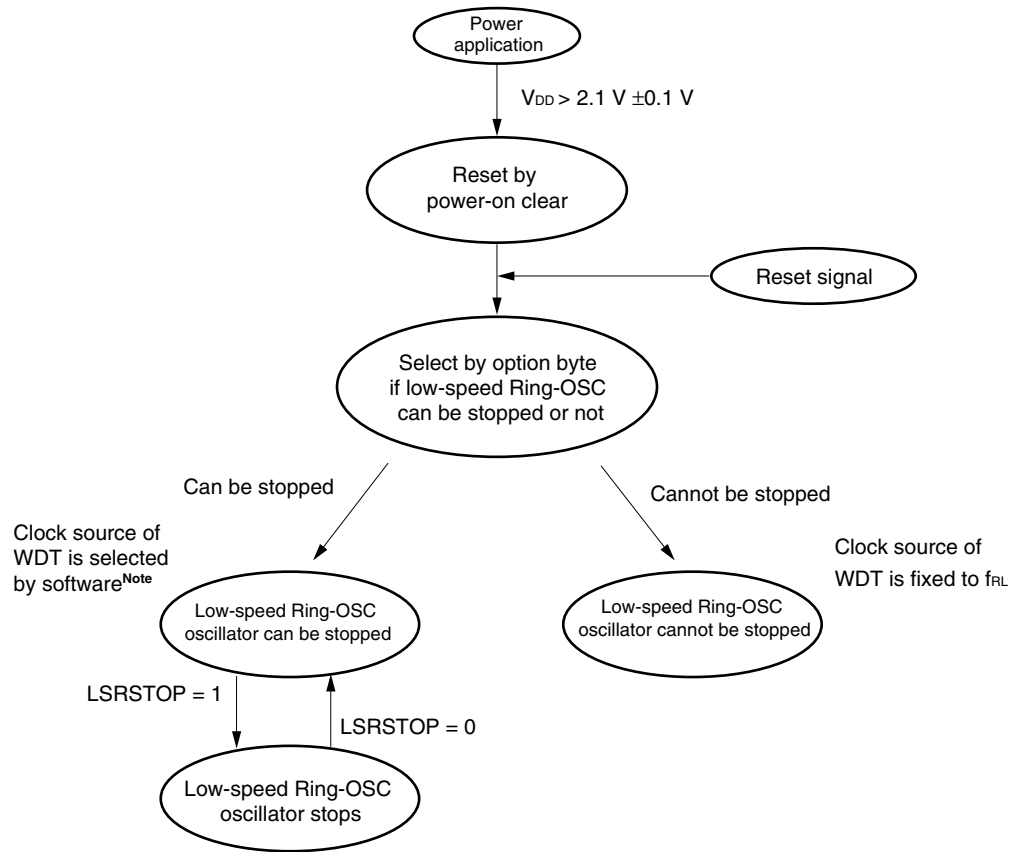 Power
application
VDD > 2.1 V ±0.1 V
Reset by
power-on clear
Reset signal
Select by option byte
if low-speed Ring-OSC
can be stopped or not
Can be stopped
Cannot be stopped
Clock source of
WDT is selected
by softwareNote
Clock source of
WDT is fixed to fRL
Low-speed Ring-OSC
oscillator can be stopped
Low-speed Ring-OSC
oscillator cannot be stopped
LSRSTOP = 1
LSRSTOP = 0
Low-speed Ring-OSC
oscillator stops